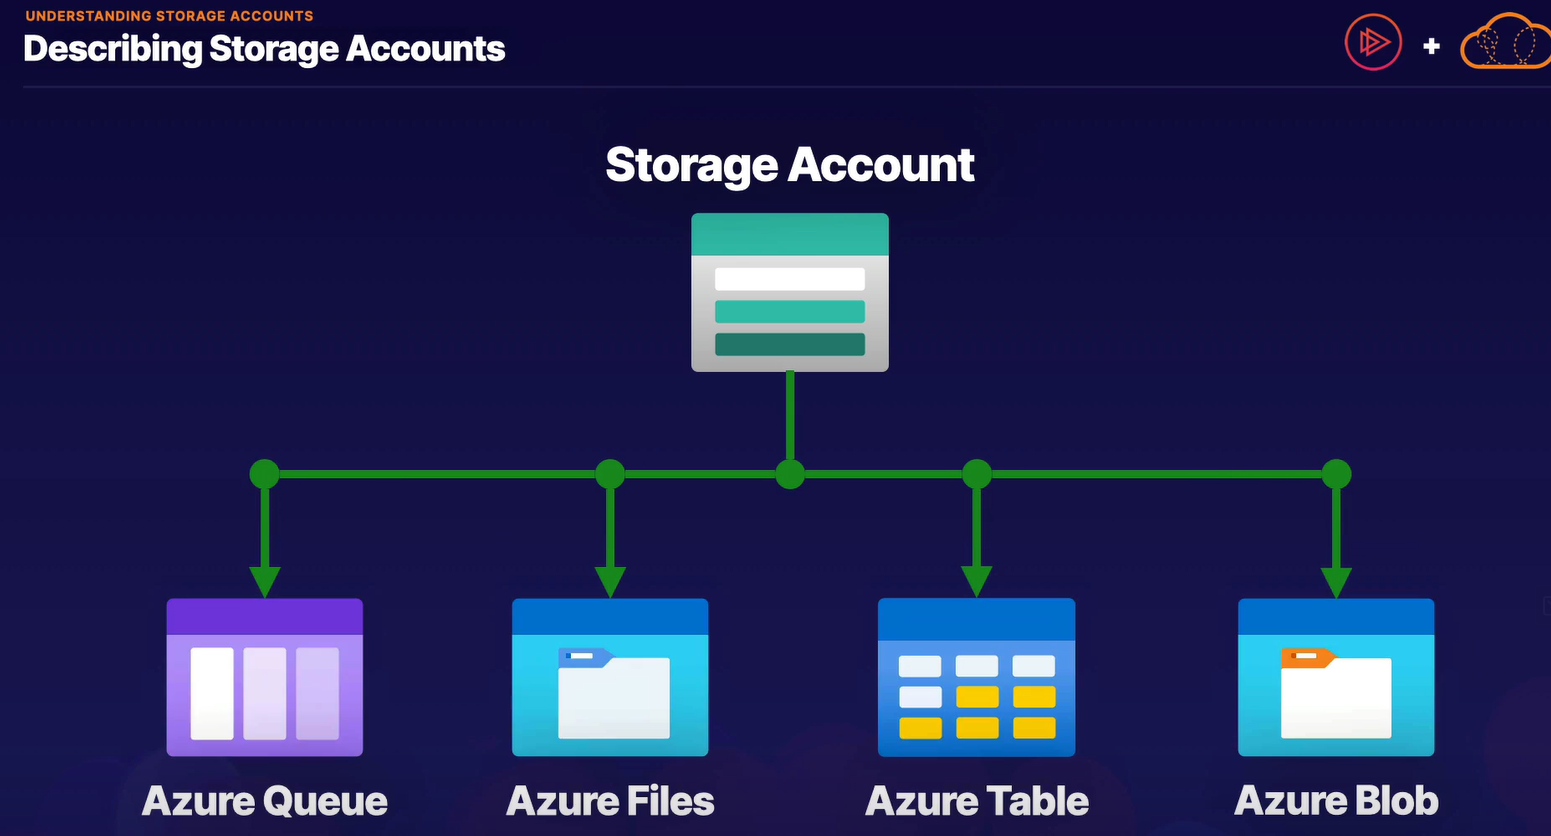 UNDERSTANDING STORAGE ACCOUNTS
Describing Storage Accounts
+
Storage Account
Azure Queue
Azure Files
Azure Table
Azure Blob